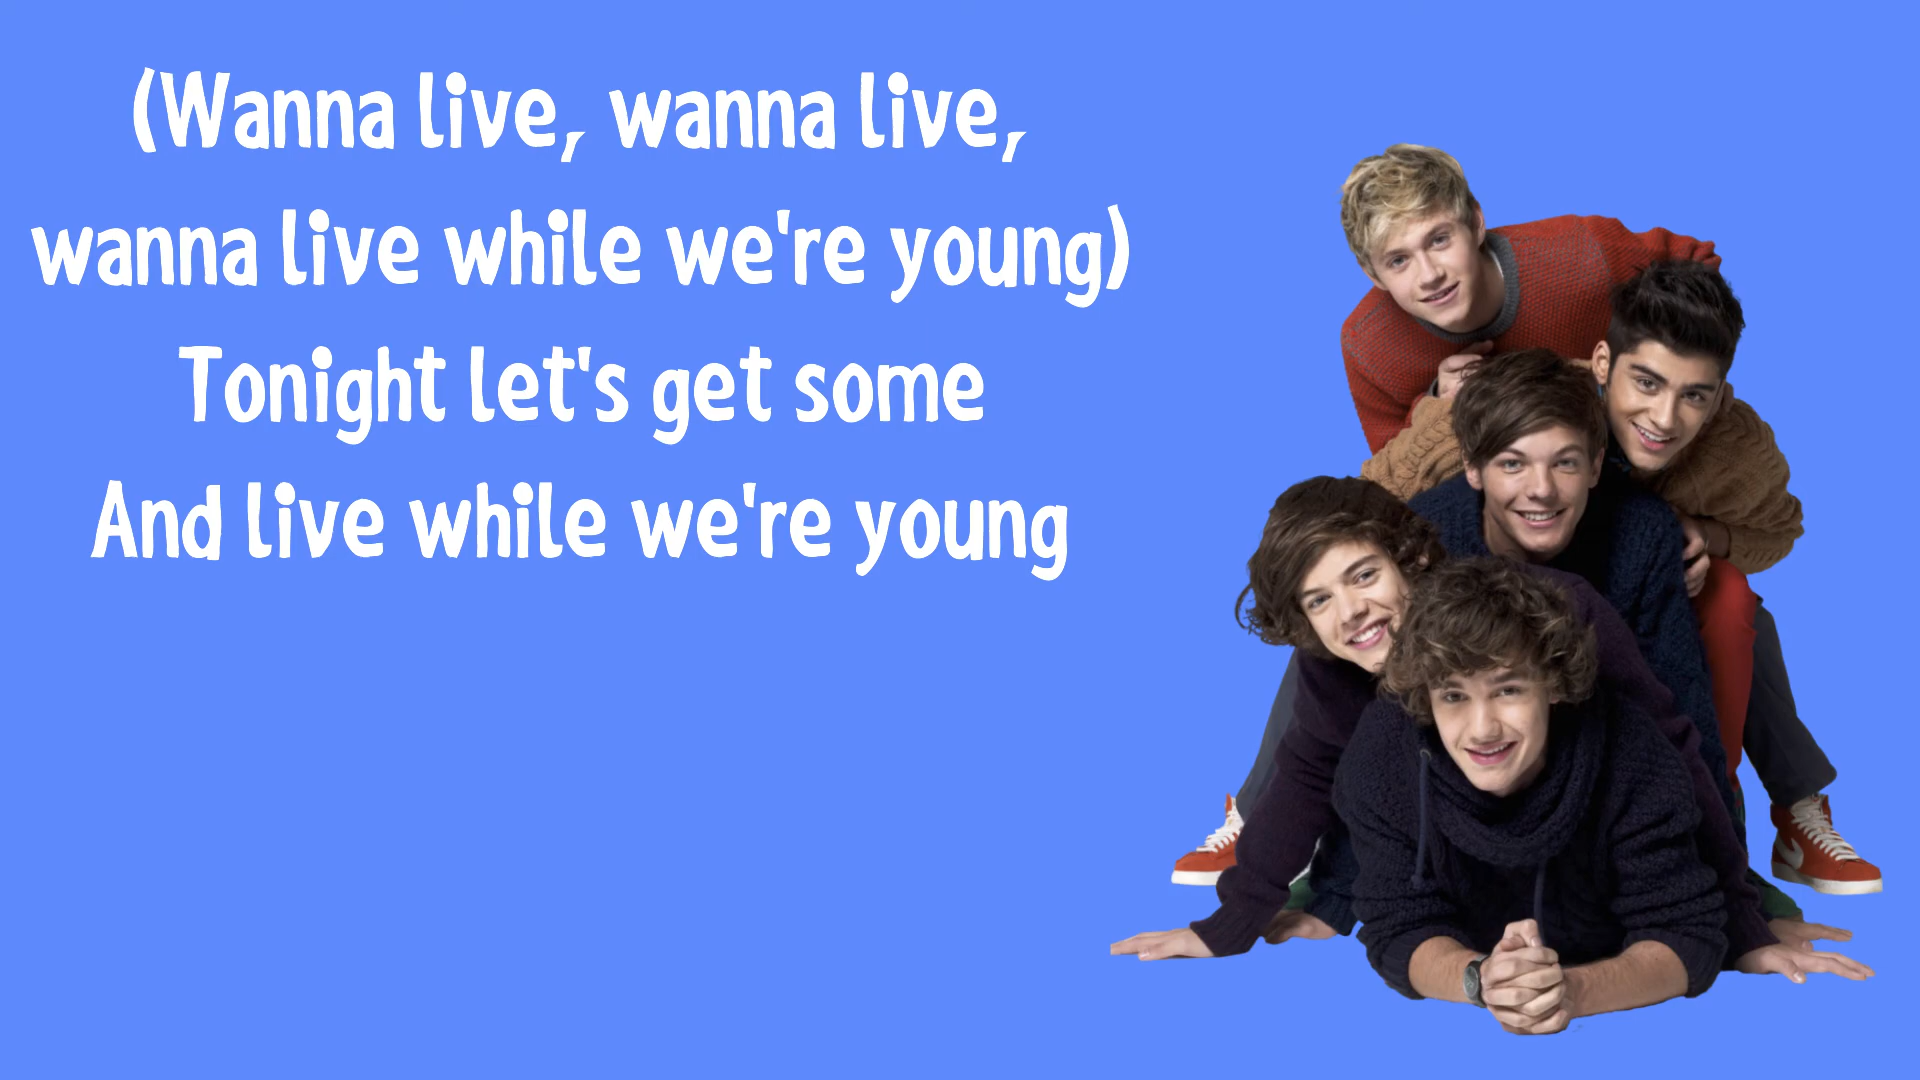 (Wanna live, wanna live,
wanna live while we're young)
Tonight let's get some
And live while we're young